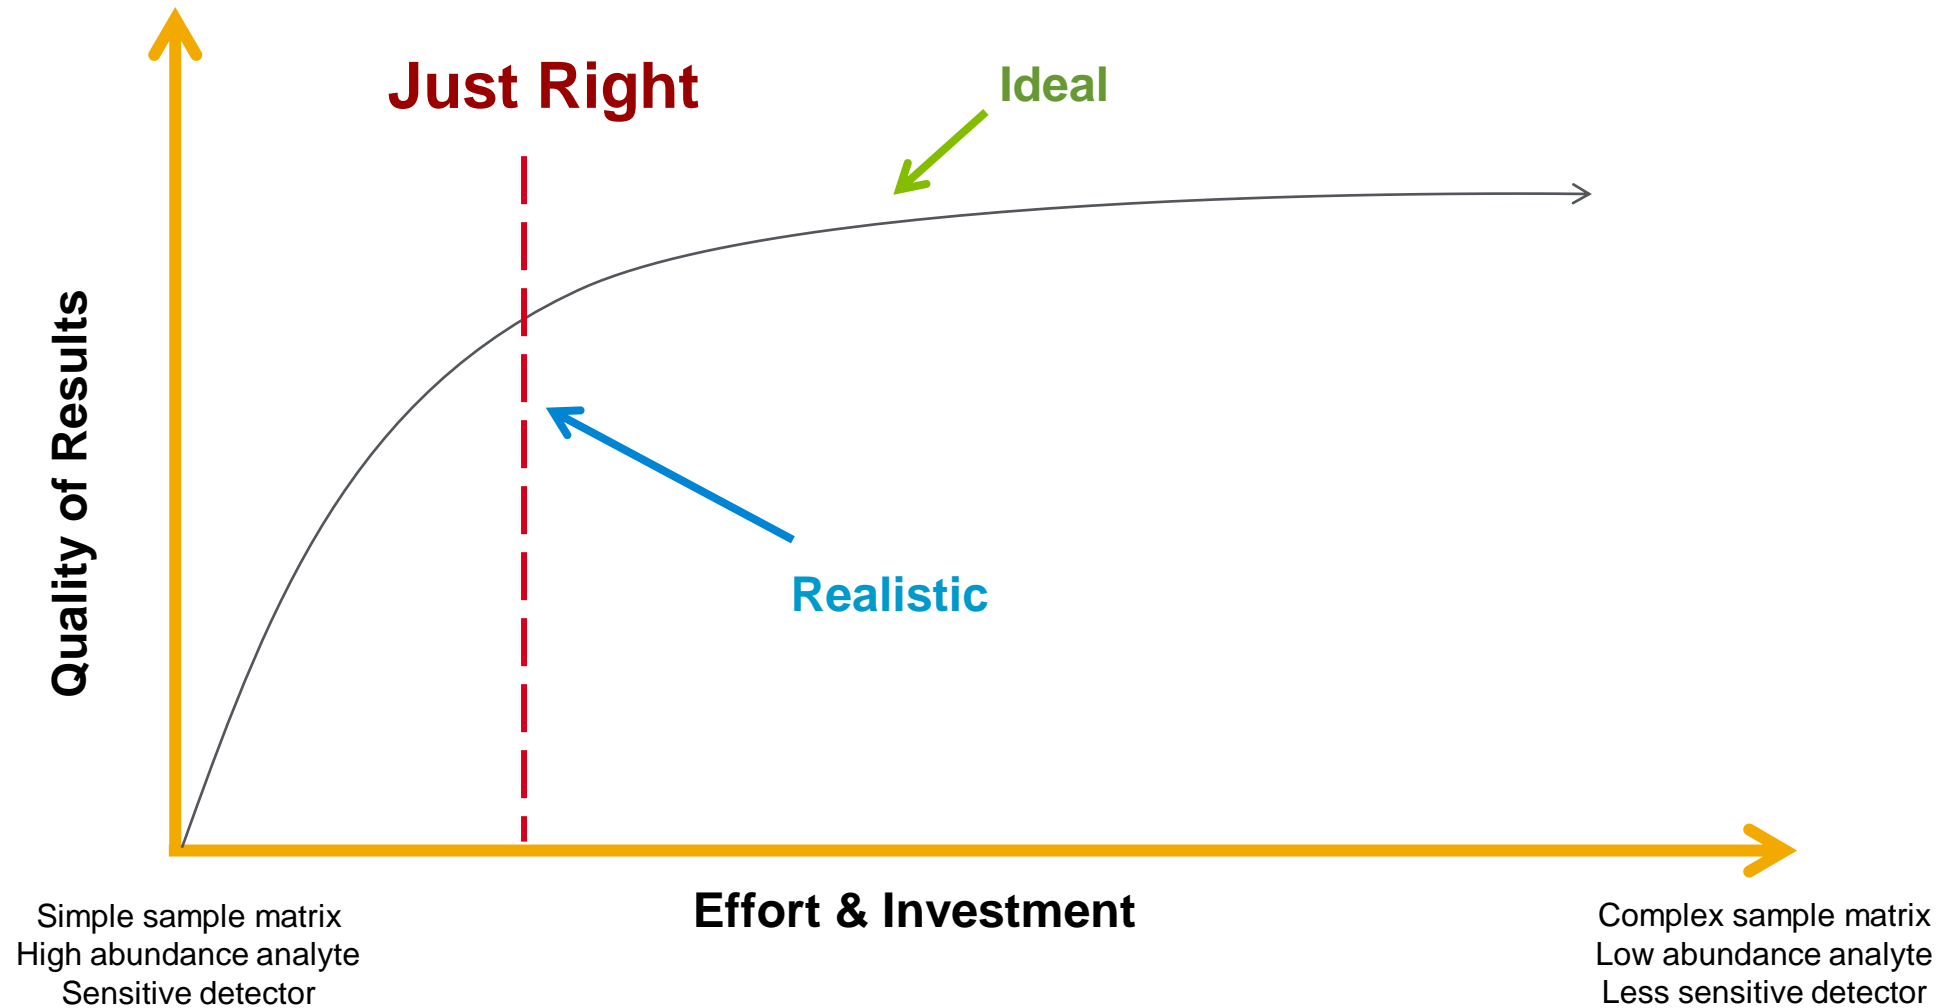 Just Right
Ideal
Quality of Results
Realistic
Effort & Investment
Simple sample matrix
High abundance analyte
Sensitive detector
Complex sample matrix
Low abundance analyte
Less sensitive detector